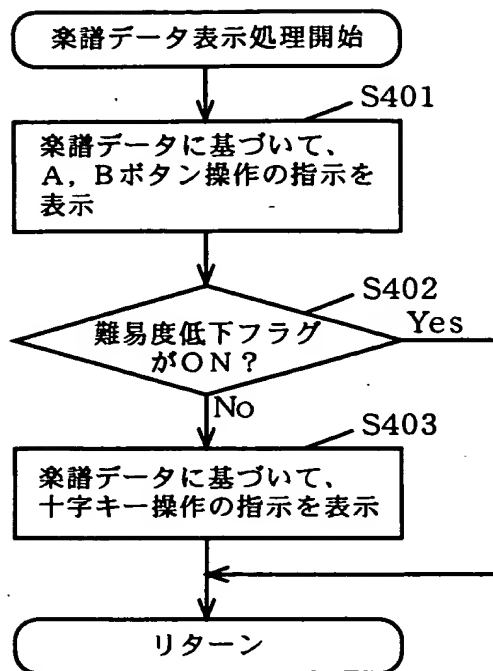 楽譜データ表示処理開始
S401
楽譜データに基づいて、
A，Bボタン操作の指示を
表示
S402
難易度低下フラグ
がON？
Yes
No
S403
楽譜データに基づいて、
十字キー操作の指示を表示
リターン